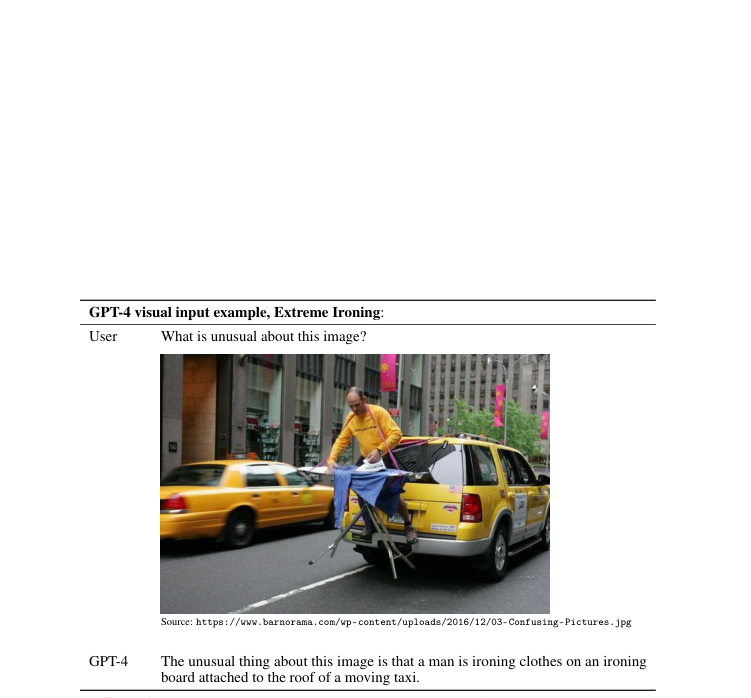 GPT-4 visual input example, Extreme Ironing:
User What is unusual about this image?
Source: https://www.barnorama.com/wp-content/uploads/2016/12/03-Confusing-Pictures.jpg
GPT-4 The unusual thing about this image is that a man is ironing clothes on an ironing
board attached to the roof of a moving taxi.